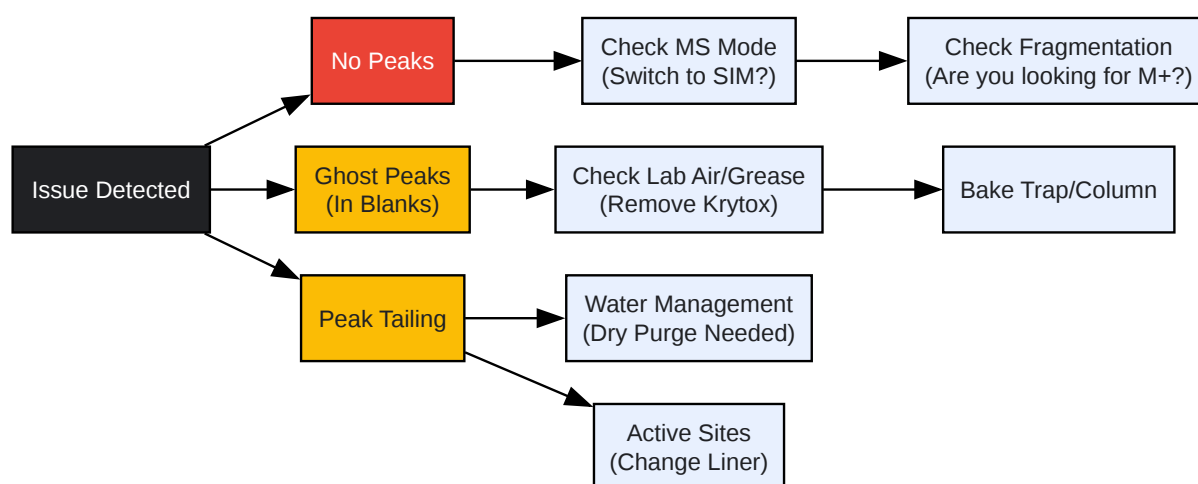 No Peaks
Check MS Mode
(Switch to SIM?)
Check Fragmentation
(Are you looking for M+?)
Issue Detected
Ghost Peaks
(In Blanks)
Check Lab Air/Grease
(Remove Krytox)
Bake Trap/Column
Peak Tailing
Water Management
(Dry Purge Needed)
Active Sites
(Change Liner)